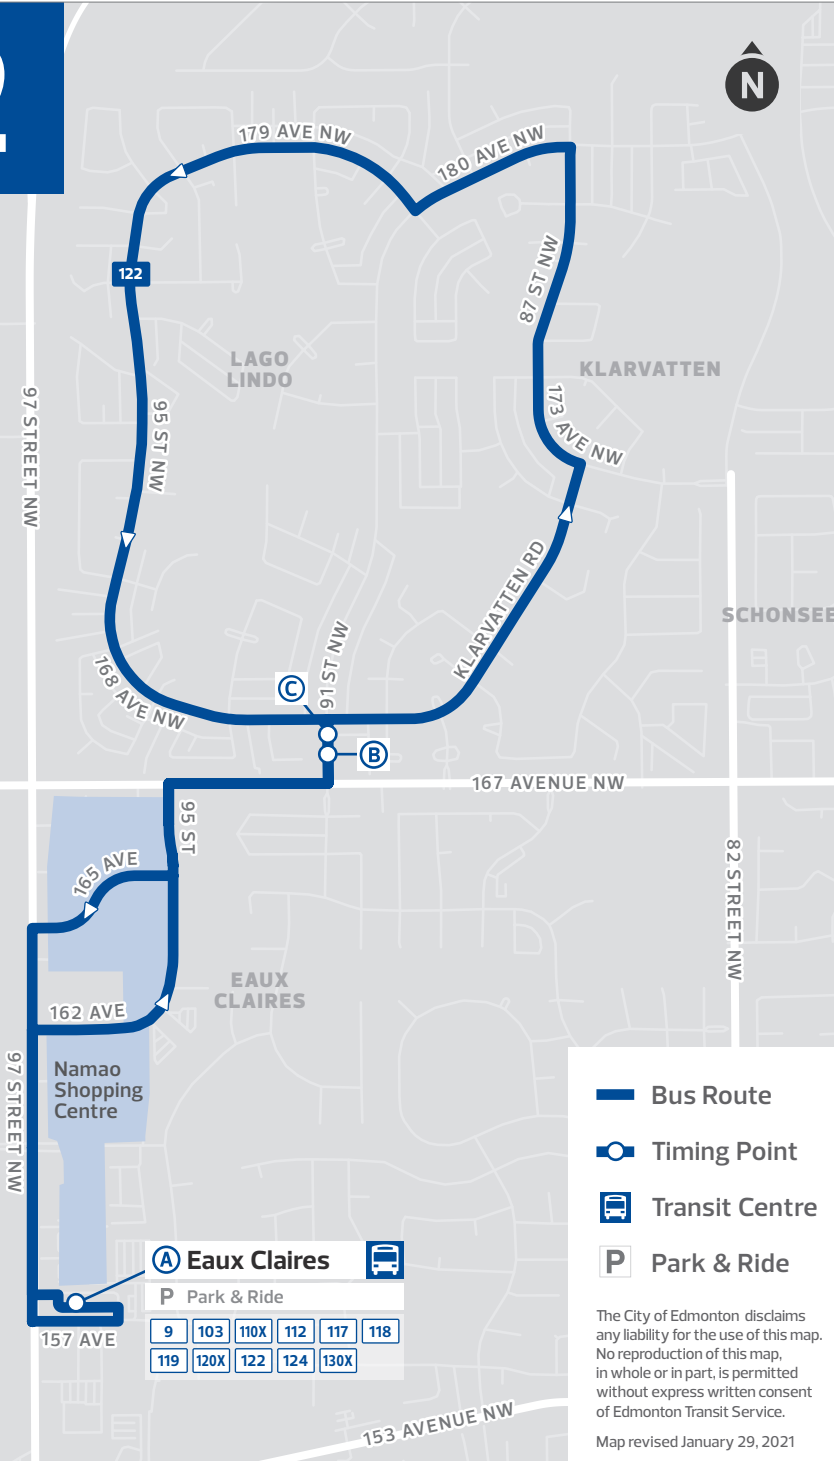 2
N
179 AVE NW
180 AVE NW
122
87 ST NW
LAGO
LINDO
KLARVATTEN
97 STREET NW
95 ST NW
173 AVE NW
KLARVATTEN RD
SCHONSEE
91 ST NW
168 AVE NW
C
B
167 AVENUE NW
95 ST
165 AVE
82 STREET NW
EAUX
CLAIRES
162 AVE
97 STREET NW
Namao
Shopping
Centre
A Eaux Claires
P Park & Ride
9 103 110X 112 117 118
119 120X 122 124 130X
157 AVE
153 AVENUE NW
Bus Route
Timing Point
Transit Centre
P Park & Ride
The City of Edmonton disclaims
any liability for the use of this map.
No reproduction of this map,
in whole or in part, is permitted
without express written consent
of Edmonton Transit Service.
Map revised January 29, 2021